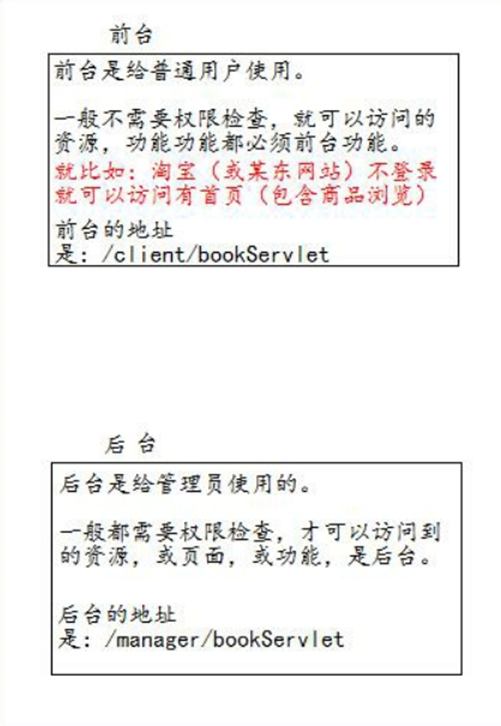 前台
前台是给普通用户使用。
一般不需要权限检查，就可以访问的
资源，功能功能都必须前台功能。
就比如：淘宝（或某东网站）不登录
就可以访问有首页（包含商品浏览）
前台的地址
是：/client/bookServlet
后 台
后台是给管理员使用的。
一般都需要权限检查，才可以访问到
的资源，或页面，或功能，是后台。
后台的地址
是：/manager/bookServlet